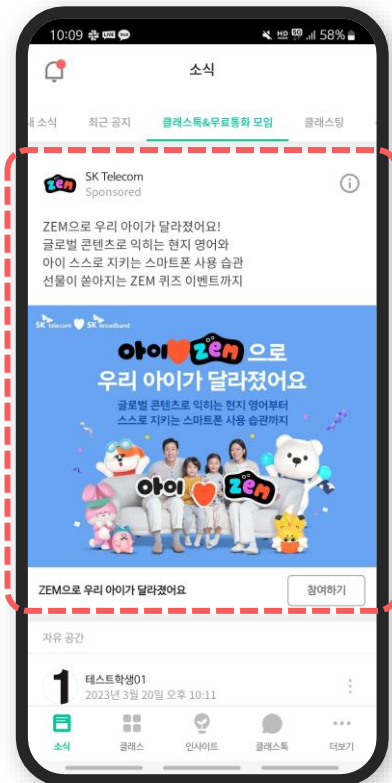 10:09
58%
소식
내 소식 최근 공지 클래스톡&무료통화 모임 클래스팅
zem SK Telecom
Sponsored
ZEM으로 우리 아이가 달라졌어요!
글로벌 콘텐츠로 익히는 현지 영어와
아이 스스로 지키는 스마트폰 사용 습관
선물이 쏟아지는 ZEM 퀴즈 이벤트까지
SK telecom SK broadband
아이 zem 으로
우리 아이가 달라졌어요
글로벌 콘텐츠로 익히는 현지 영어부터
스스로 지키는 스마트폰 사용 습관까지
아이 zem
ZEM으로 우리 아이가 달라졌어요 참여하기
자유 공간
1 테스트학생01
2023년 3월 20일 오후 10:11
소식 클래스 인사이트 클래스톡 더보기